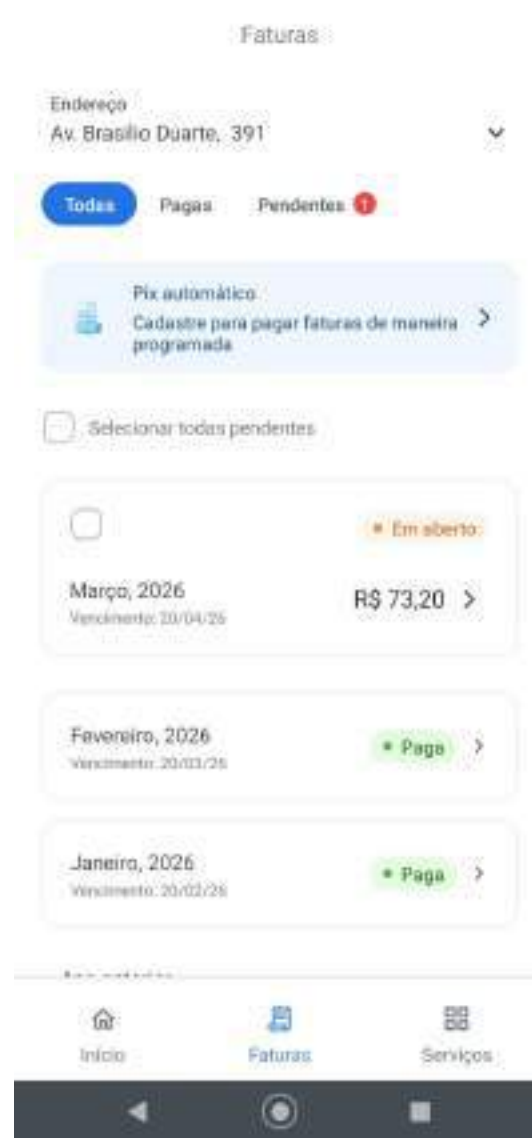 Faturas
Endereço
Av. Brasilio Duarte, 391
Todas Pagas Pendentes 1
Pix automático
Cadastre para pagar faturas de maneira
programada
Selecionar todas pendentes
Em aberto
Março, 2026
R$ 73,20
Vencimento: 20/04/26
Fevereiro, 2026
Paga
Vencimento: 20/03/26
Janeiro, 2026
Paga
Vencimento: 20/02/26
Início Faturas Serviços